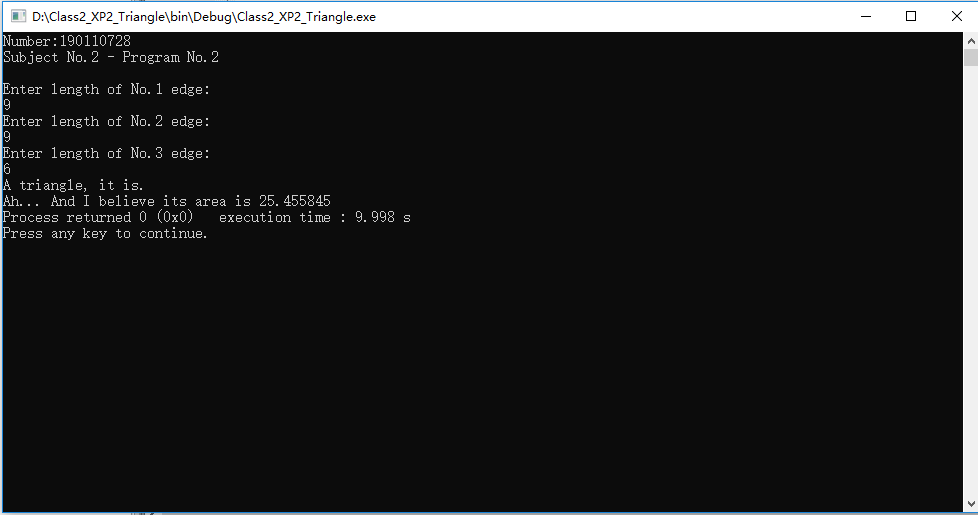 D:\Class2_XP2_Triangle\bin\Debug\Class2_XP2_Triangle.exe
Number:190110728
Subject No.2 - Program No.2
Enter length of No.1 edge:
9
Enter length of No.2 edge:
9
Enter length of No.3 edge:
6
A triangle, it is.
Ah... And I believe its area is 25.455845
Process returned 0 (0x0)   execution time : 9.998 s
Press any key to continue.